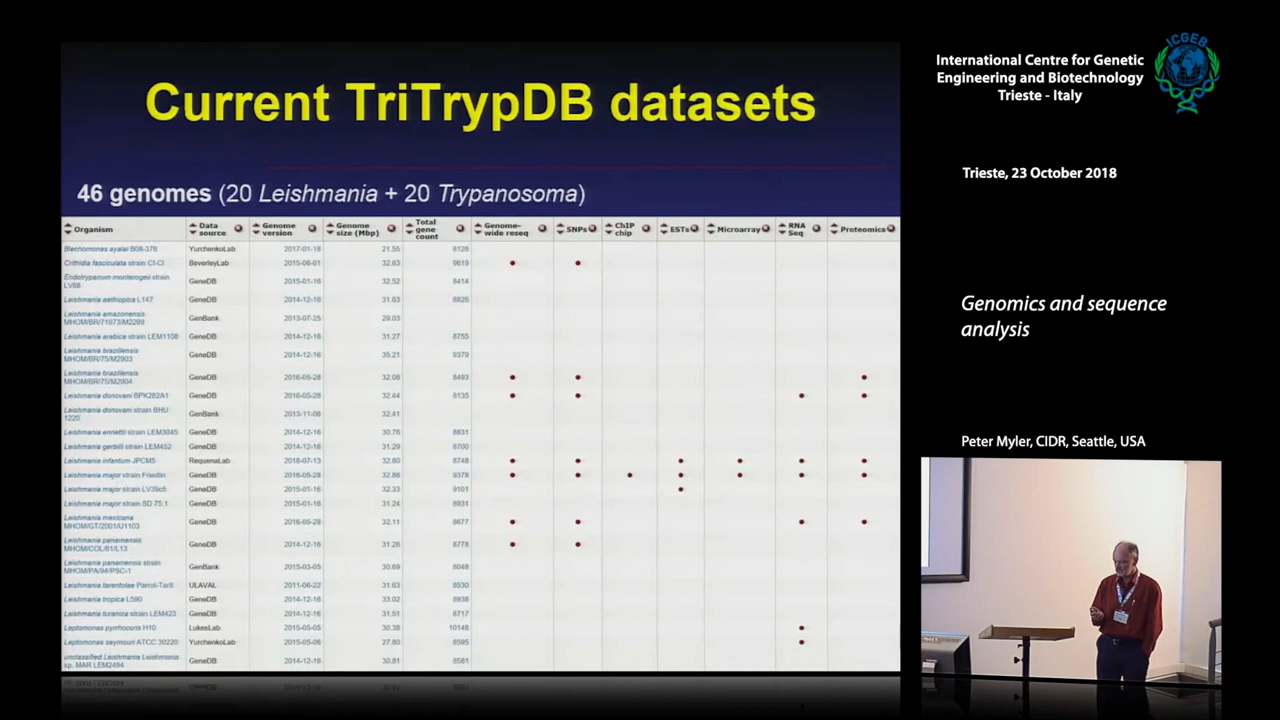 Current TriTrypDB datasets
46 genomes (20 Leishmania + 20 Trypanosoma)
Organism Data source Genome version Genome size (Mbp) Total gene count Genome-wide reseq SNPs ChIP chip ESTs Microarray RNA Seq Proteomics
Blechomonas ayalai B08-376 YurchenkoLab 2017-01-18 21.55 8126
Crithidia fasciculata strain Cf-Cl BeverleyLab 2015-06-01 32.63 9619
Endotrypanum monterogeii strain LV88 GeneDB 2015-01-16 32.52 8414
Leishmania aethiopica L147 GeneDB 2014-12-16 31.63 8826
Leishmania amazonensis MHOM/BR/71973/M2269 GenBank 2013-07-25 29.03
Leishmania arabica strain LEM1108 GeneDB 2014-12-16 31.27 8755
Leishmania braziliensis MHOM/BR/75/M2903 GeneDB 2014-12-16 35.21 9379
Leishmania braziliensis MHOM/BR/75/M2904 GeneDB 2016-05-28 32.08 8493
Leishmania donovani BPK282A1 GeneDB 2016-05-28 32.44 8135
Leishmania donovani strain BHU 1220 GenBank 2013-11-08 32.41
Leishmania enriettii strain LEM3045 GeneDB 2014-12-16 30.76 8831
Leishmania gerbilli strain LEM452 GeneDB 2014-12-16 31.29 8700
Leishmania infantum JPCM5 RequenaLab 2018-07-13 32.80 8748
Leishmania major strain Friedlin GeneDB 2016-05-28 32.86 9378
Leishmania major strain LV39c5 GeneDB 2015-01-16 32.33 9101
Leishmania major strain SD 75.1 GeneDB 2015-01-16 31.24 8931
Leishmania mexicana MHOM/GT/2001/U1103 GeneDB 2016-05-28 32.11 8677
Leishmania panamensis MHOM/COL/81/L13 GeneDB 2014-12-16 31.26 8778
Leishmania panamensis strain MHOM/PA/94/PSC-1 GenBank 2015-03-05 30.69 8048
Leishmania tarentolae Parrot-TarII ULAVAL 2011-06-22 31.63 8530
Leishmania tropica L590 GeneDB 2014-12-16 33.02 8938
Leishmania turanica strain LEM423 GeneDB 2014-12-16 31.51 8717
Leptomonas pyrrhocoris H10 LukesLab 2015-05-05 30.38 10148
Leptomonas seymouri ATCC 30220 YurchenkoLab 2015-05-06 27.80 8595
unclassified Leishmania Leishmania sp. MAR LEM2494 GeneDB 2014-12-16 30.81 8581
International Centre for Genetic
Engineering and Biotechnology
Trieste - Italy
ICGEB
Trieste, 23 October 2018
Genomics and sequence
analysis
Peter Myler, CIDR, Seattle, USA